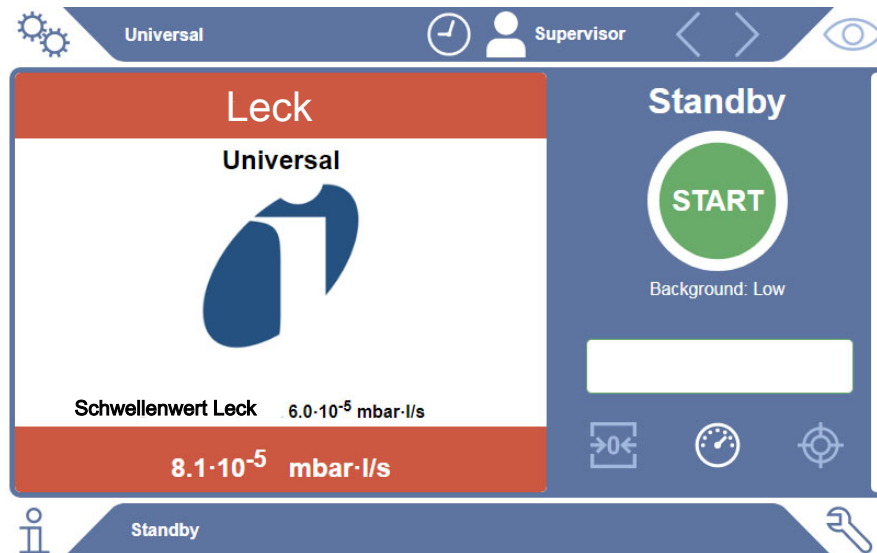 Universal
Supervisor
Leck
Universal
Schwellenwert Leck 6.0·10⁻⁵ mbar·l/s
8.1·10⁻⁵ mbar·l/s
Standby
START
Background: Low
→0←
Standby